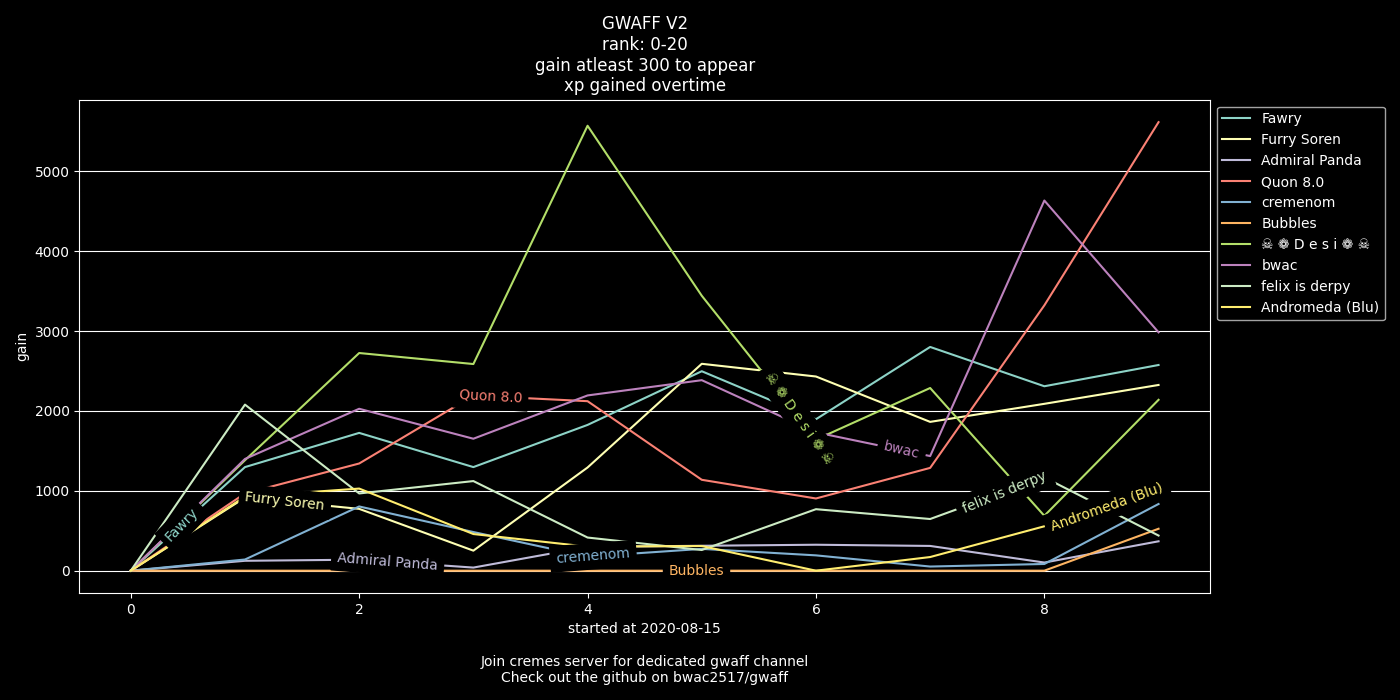 GWAFF V2
rank: 0-20
gain atleast 300 to appear
xp gained overtime
gain
5000
4000
3000
2000
1000
0
0 2 4 6 8
started at 2020-08-15
Fawry
Furry Soren
Admiral Panda
Quon 8.0
cremenom
Bubbles
☠ ❁ D e s i ❁ ☠
bwac
felix is derpy
Andromeda (Blu)
Fawry
Furry Soren
Admiral Panda
Quon 8.0
cremenom
Bubbles
☠ ❁ D e s i ❁ ☠
bwac
felix is derpy
Andromeda (Blu)
Join cremes server for dedicated gwaff channel
Check out the github on bwac2517/gwaff